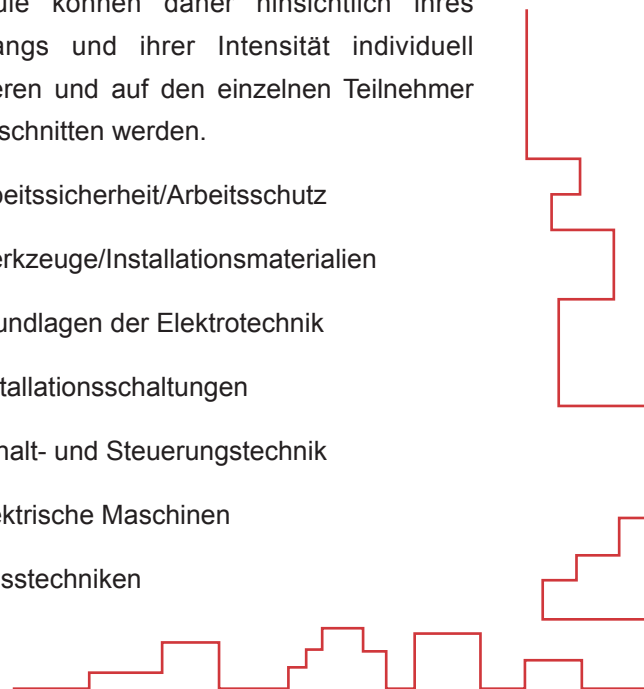 ule können daher hinsichtlich ihres
angs und ihrer Intensität individuell
eren und auf den einzelnen Teilnehmer
schnitten werden.
beitssicherheit/Arbeitsschutz
erkzeuge/Installationsmaterialien
undlagen der Elektrotechnik
tallationsschaltungen
halt- und Steuerungstechnik
ektrische Maschinen
sstechniken